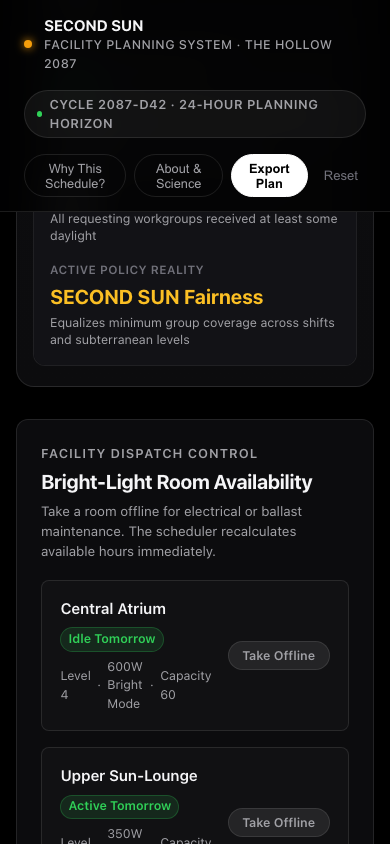 SECOND SUN
FACILITY PLANNING SYSTEM · THE HOLLOW
2087
CYCLE 2087-D42 · 24-HOUR PLANNING
HORIZON
Why This
Schedule?
About &
Science
Export
Plan
Reset
All requesting workgroups received at least some
daylight
ACTIVE POLICY REALITY
SECOND SUN Fairness
Equalizes minimum group coverage across shifts
and subterranean levels
FACILITY DISPATCH CONTROL
Bright-Light Room Availability
Take a room offline for electrical or ballast
maintenance. The scheduler recalculates
available hours immediately.
Central Atrium
Idle Tomorrow
Level
4
·
600W
Bright
Mode
·
Capacity
60
Take Offline
Upper Sun-Lounge
Active Tomorrow
Level
350W
Capacity
Take Offline